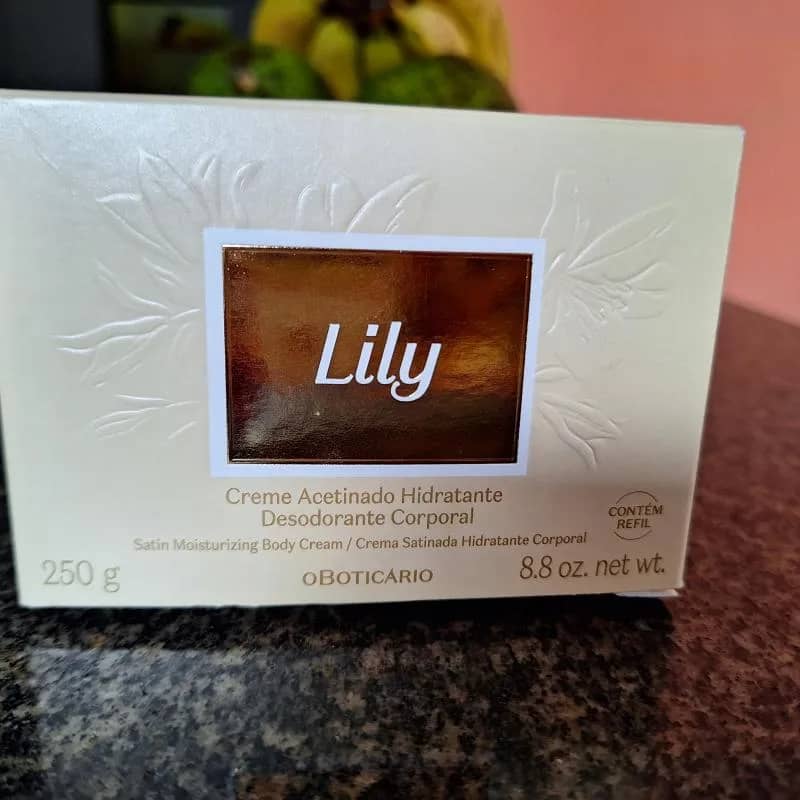 Lily
Creme Acetinado Hidratante
Desodorante Corporal
Satin Moisturizing Body Cream / Crema Satinada Hidratante Corporal
CONTÉM
REFIL
250 g
oBOTICÁRIO
8.8 oz. net wt.